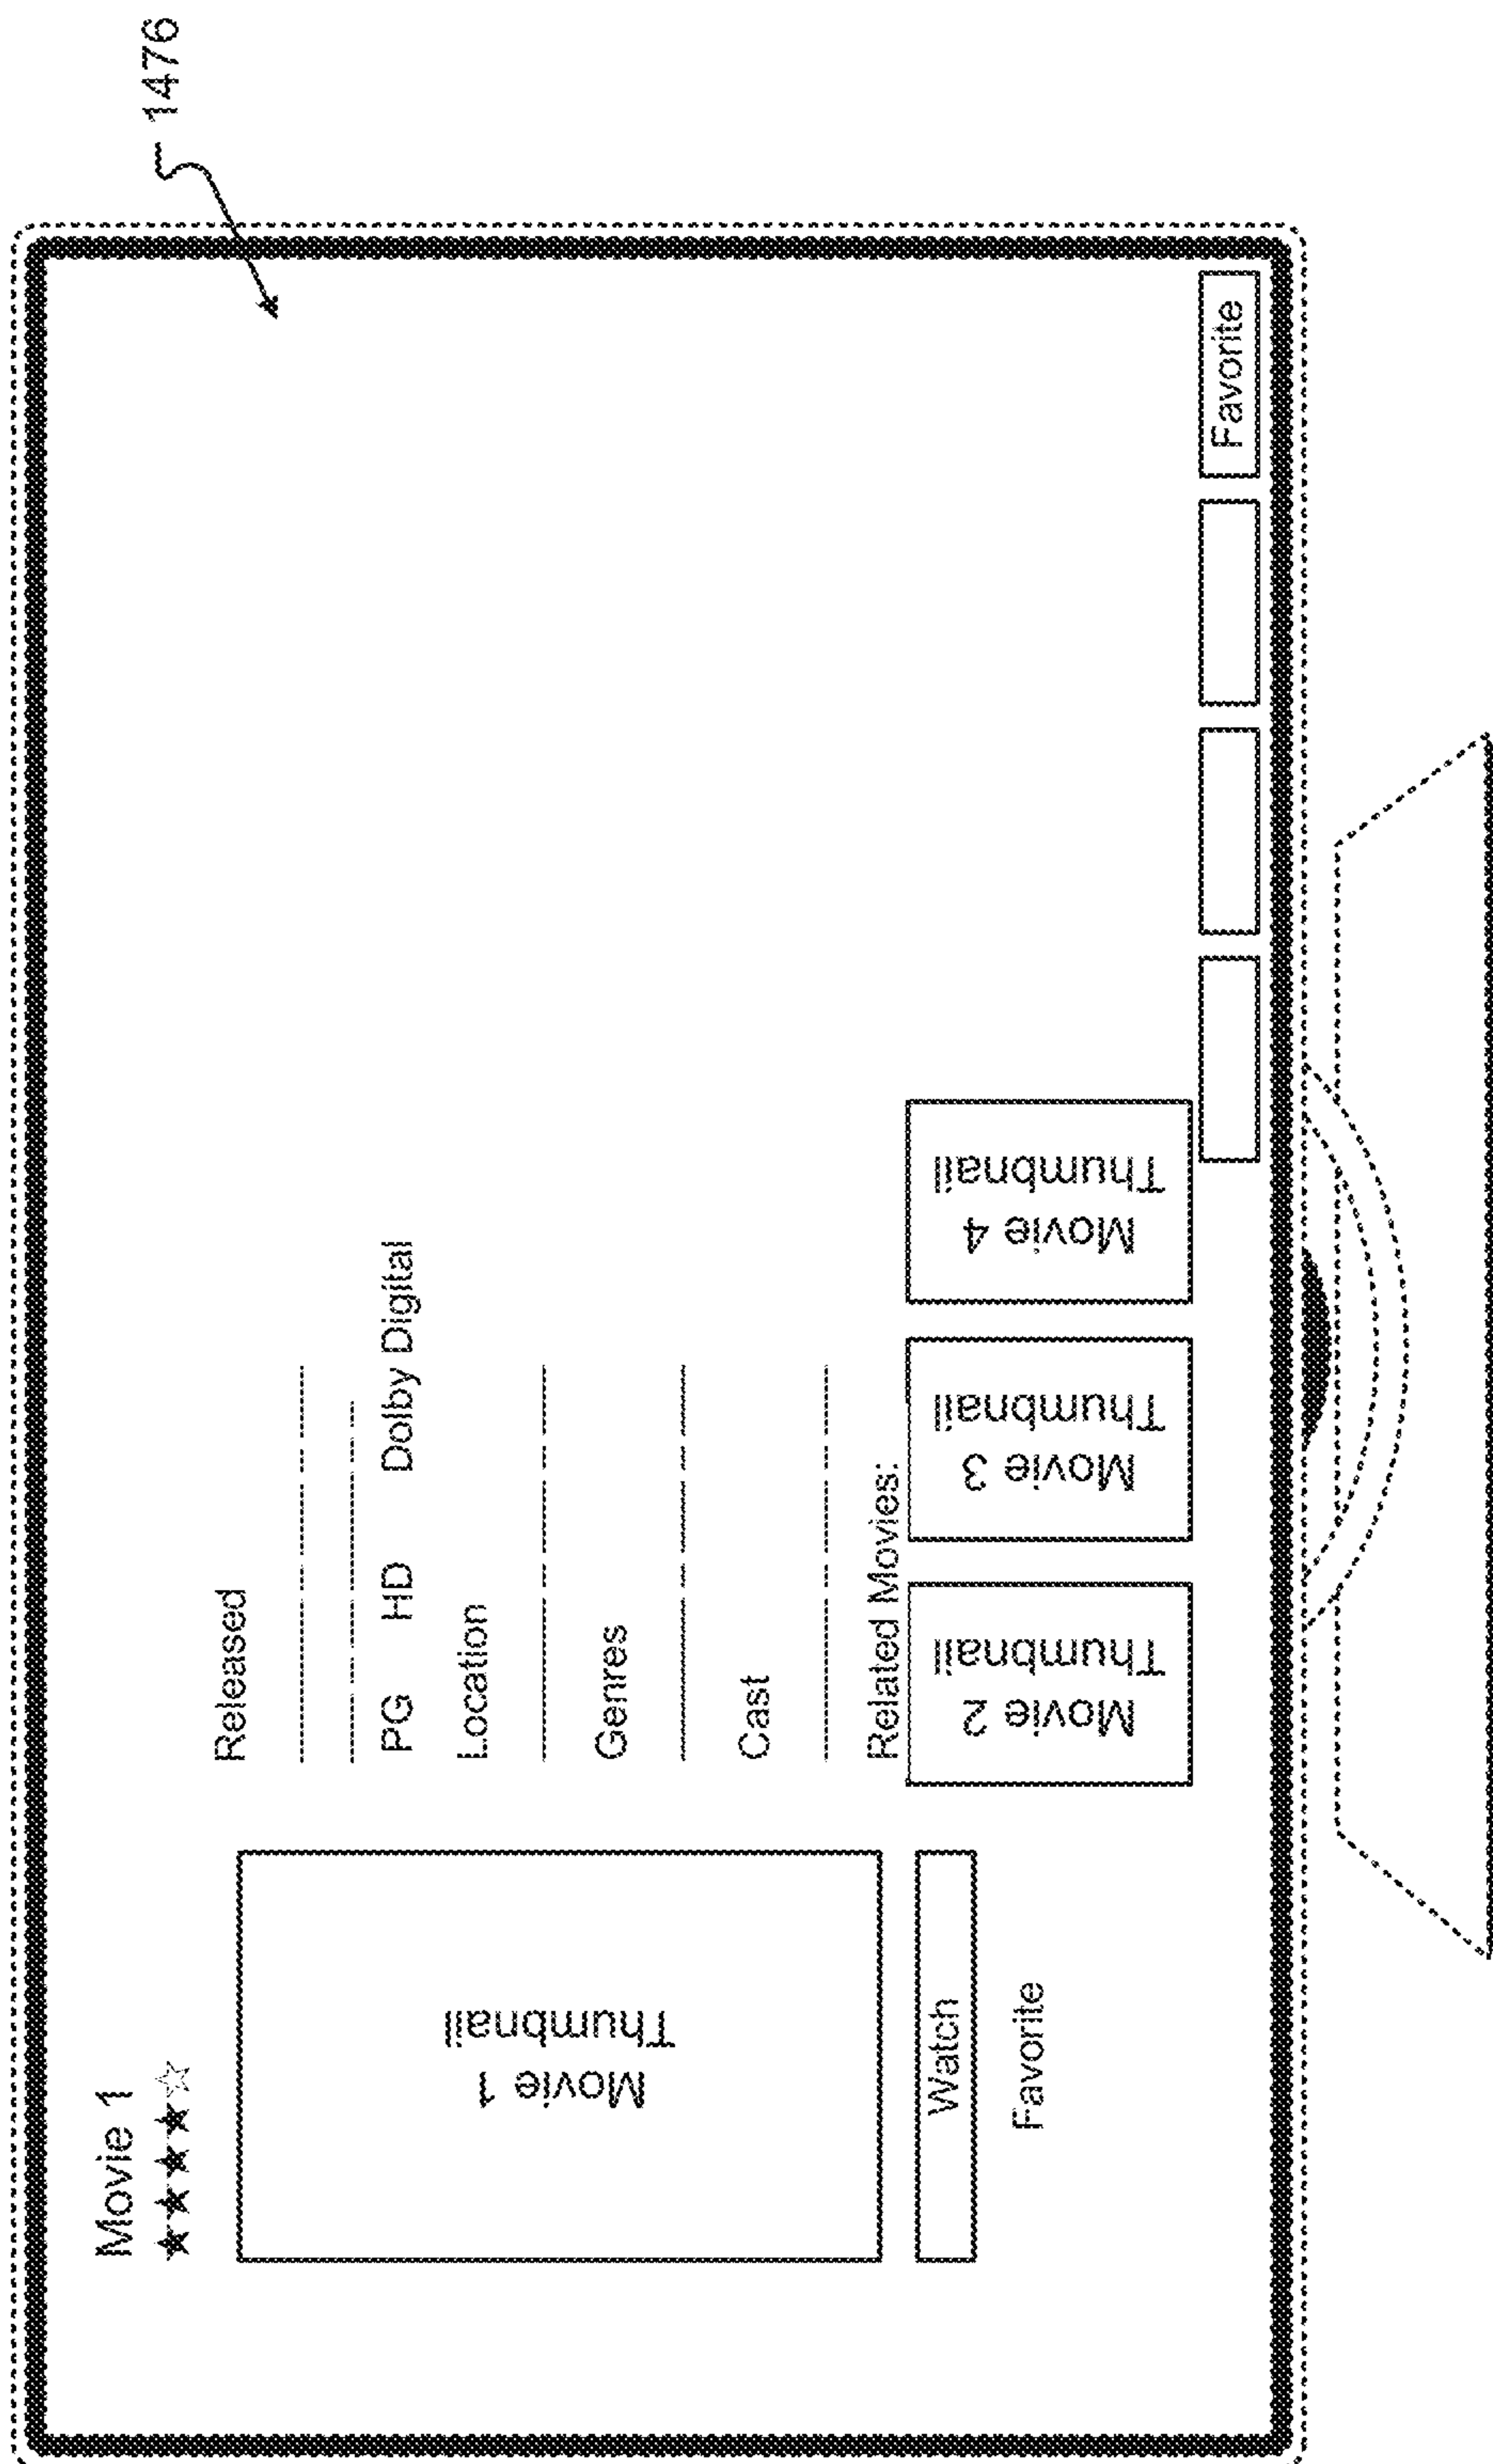 1476
Movie 1
★★★★☆
Movie 1
Thumbnail
Watch
Favorite
Released
PG HD Dolby Digital
Location
Genres
Cast
Related Movies:
Movie 2
Thumbnail
Movie 3
Thumbnail
Movie 4
Thumbnail
Favorite